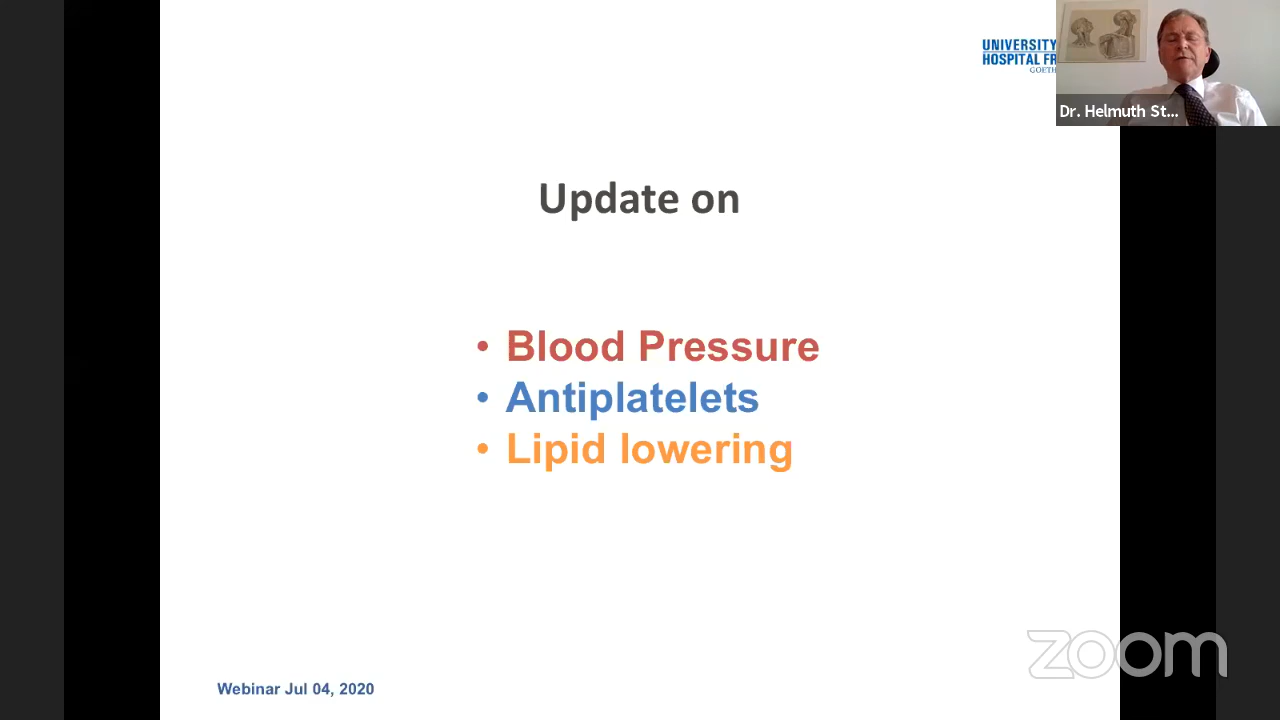 UNIVERSITY
HOSPITAL FR
GOETH
Dr. Helmuth St...
Update on
• Blood Pressure
• Antiplatelets
• Lipid lowering
zoom
Webinar Jul 04, 2020